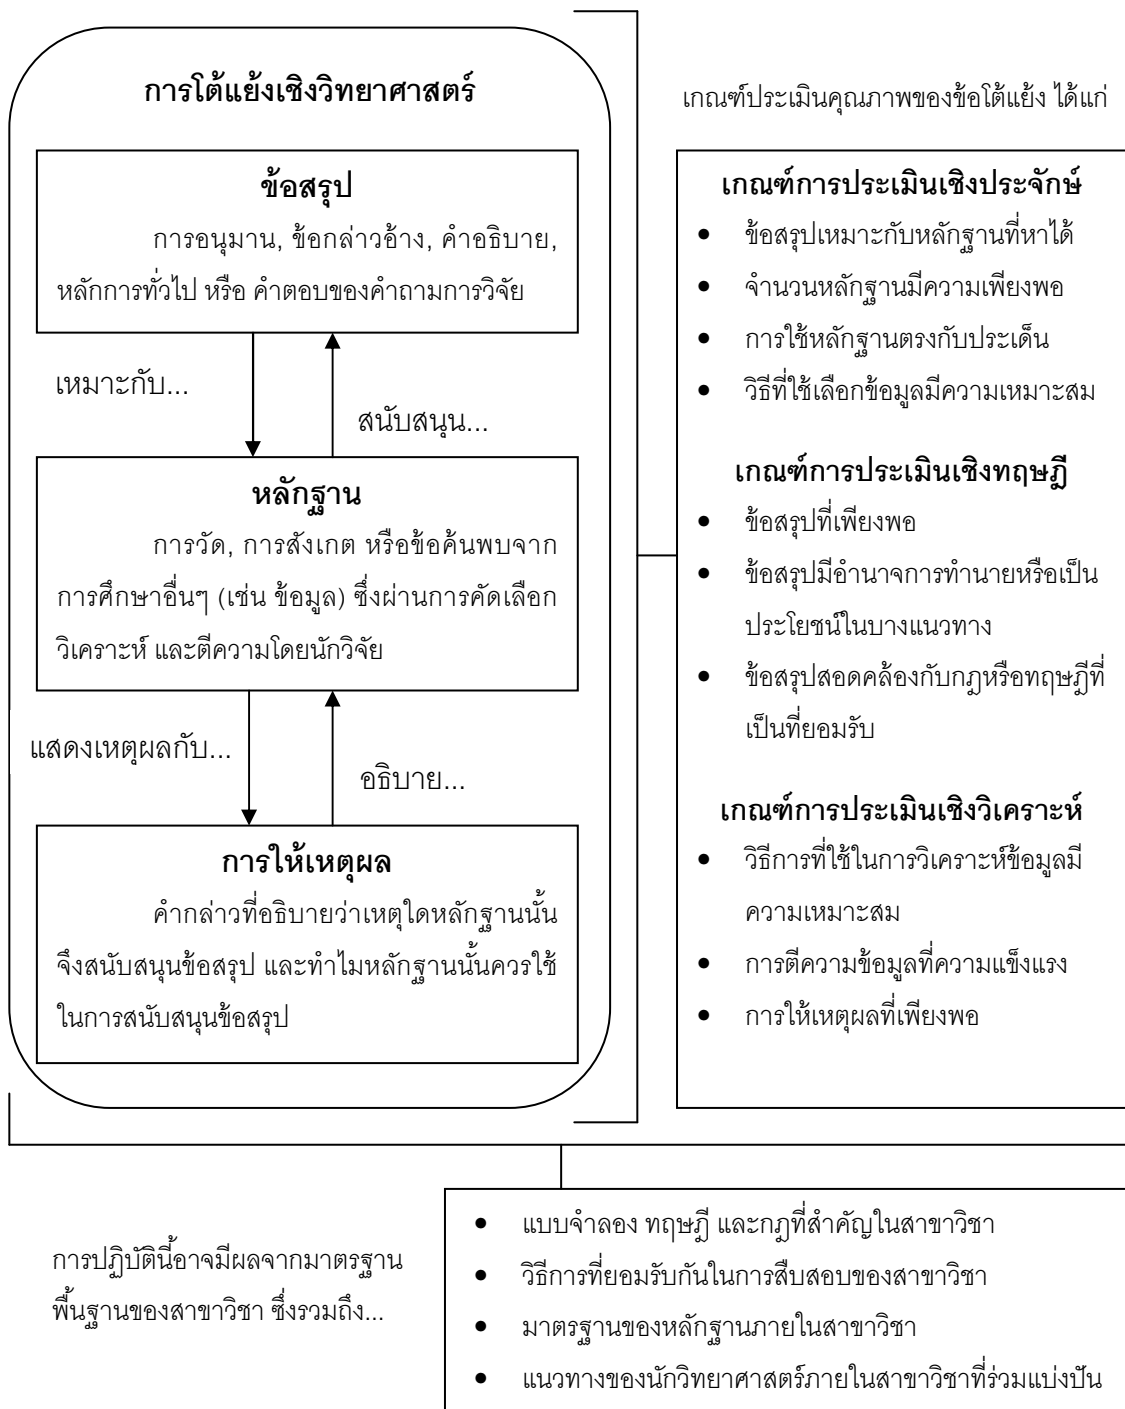 การโต้แย้งเชิงวิทยาศาสตร์
ข้อสรุป
การอนุมาน, ข้อกล่าวอ้าง, คำอธิบาย,
หลักการทั่วไป หรือ คำตอบของคำถามการวิจัย
เหมาะกับ...
สนับสนุน...
หลักฐาน
การวัด, การสังเกต หรือข้อค้นพบจาก
การศึกษาอื่นๆ (เช่น ข้อมูล) ซึ่งผ่านการคัดเลือก
วิเคราะห์ และตีความโดยนักวิจัย
แสดงเหตุผลกับ...
อธิบาย...
การให้เหตุผล
คำกล่าวที่อธิบายว่าเหตุใดหลักฐานนั้น
จึงสนับสนุนข้อสรุป และทำไมหลักฐานนั้นควรใช้
ในการสนับสนุนข้อสรุป
เกณฑ์ประเมินคุณภาพของข้อโต้แย้ง ได้แก่
เกณฑ์การประเมินเชิงประจักษ์
• ข้อสรุปเหมาะกับหลักฐานที่หาได้
• จำนวนหลักฐานมีความเพียงพอ
• การใช้หลักฐานตรงกับประเด็น
• วิธีที่ใช้เลือกข้อมูลมีความเหมาะสม
เกณฑ์การประเมินเชิงทฤษฎี
• ข้อสรุปที่เพียงพอ
• ข้อสรุปมีอำนาจการทำนายหรือเป็น
ประโยชน์ในบางแนวทาง
• ข้อสรุปสอดคล้องกับกฎหรือทฤษฎีที่
เป็นที่ยอมรับ
เกณฑ์การประเมินเชิงวิเคราะห์
• วิธีการที่ใช้ในการวิเคราะห์ข้อมูลมี
ความเหมาะสม
• การตีความข้อมูลที่ความแข็งแรง
• การให้เหตุผลที่เพียงพอ
การปฏิบัตินี้อาจมีผลจากมาตรฐาน
พื้นฐานของสาขาวิชา ซึ่งรวมถึง...
• แบบจำลอง ทฤษฎี และกฎที่สำคัญในสาขาวิชา
• วิธีการที่ยอมรับกันในการสืบสอบของสาขาวิชา
• มาตรฐานของหลักฐานภายในสาขาวิชา
• แนวทางของนักวิทยาศาสตร์ภายในสาขาวิชาที่ร่วมแบ่งปัน